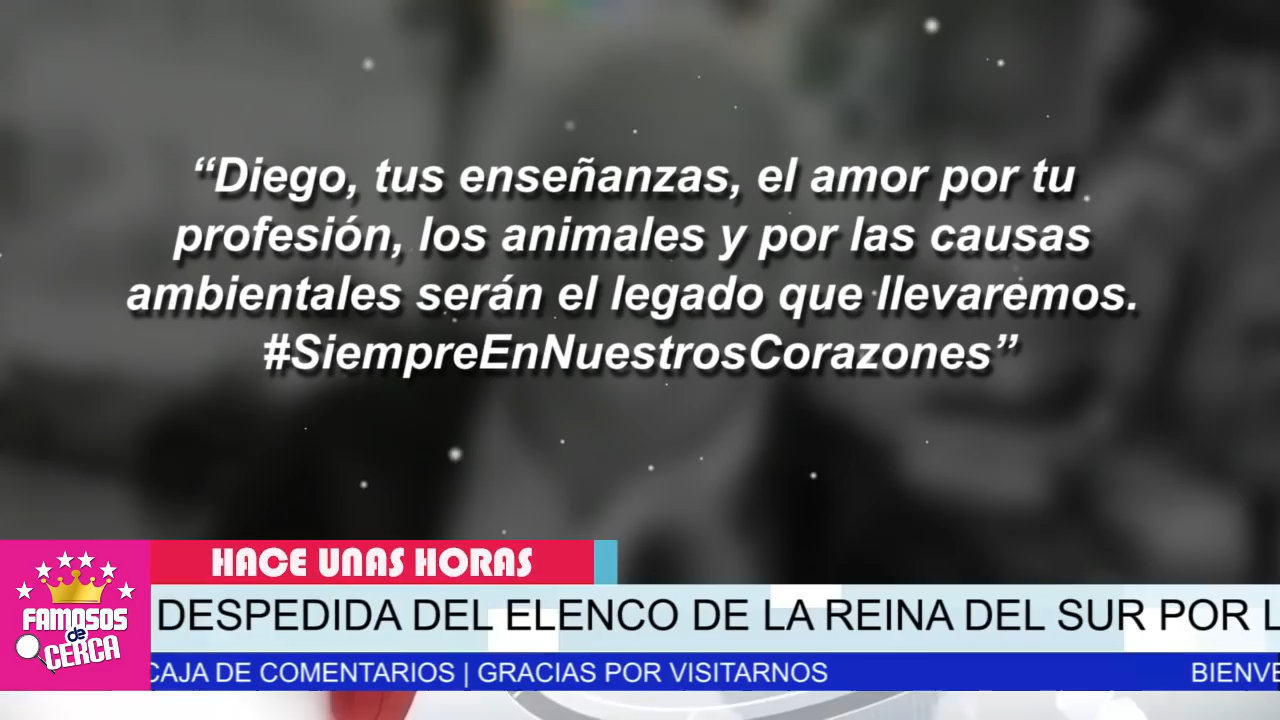 “Diego, tus enseñanzas, el amor por tu
profesión, los animales y por las causas
ambientales serán el legado que llevaremos.
#SiempreEnNuestrosCorazones”
HACE UNAS HORAS
FAMOSOS
de
CERCA
DESPEDIDA DEL ELENCO DE LA REINA DEL SUR POR L
CAJA DE COMENTARIOS | GRACIAS POR VISITARNOS BIENVE